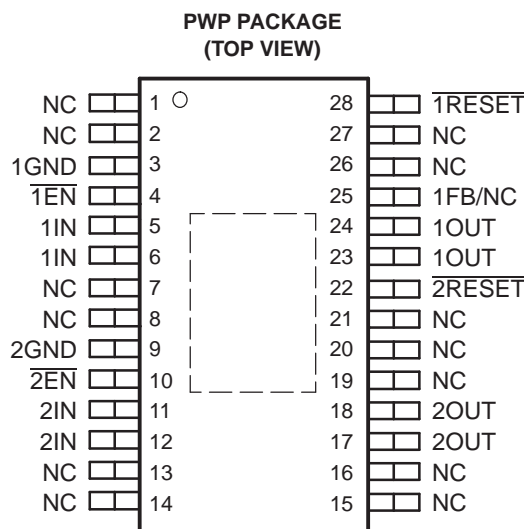 PWP PACKAGE
(TOP VIEW)
NC 1 28 1RESET
NC 2 27 NC
1GND 3 26 NC
1EN 4 25 1FB/NC
1IN 5 24 1OUT
1IN 6 23 1OUT
NC 7 22 2RESET
NC 8 21 NC
2GND 9 20 NC
2EN 10 19 NC
2IN 11 18 2OUT
2IN 12 17 2OUT
NC 13 16 NC
NC 14 15 NC